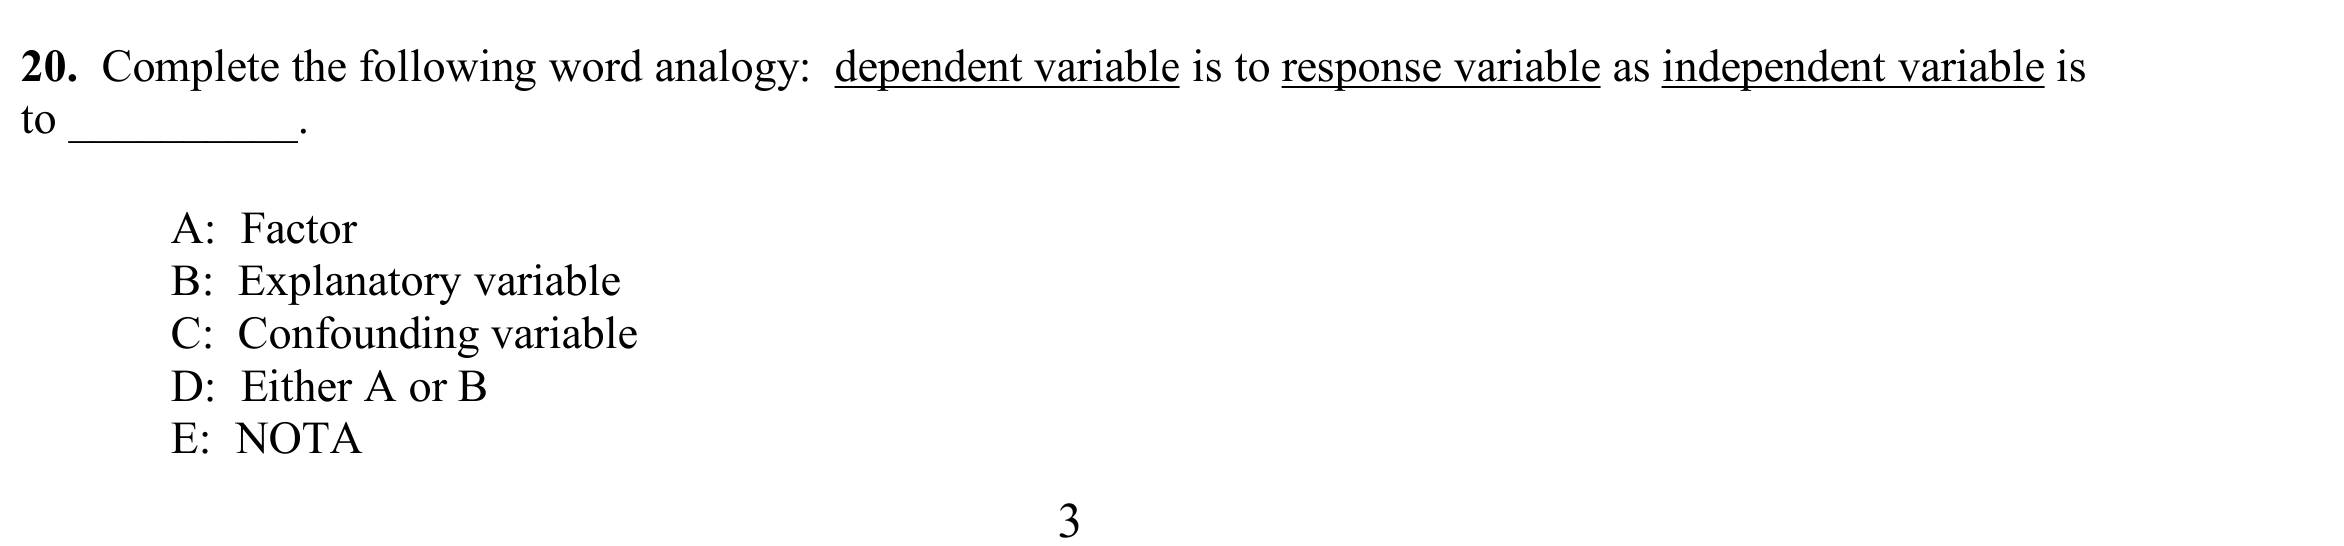 20. Complete the following word analogy: dependent variable is to response variable as independent variable is
to __________.
A: Factor
B: Explanatory variable
C: Confounding variable
D: Either A or B
E: NOTA
3